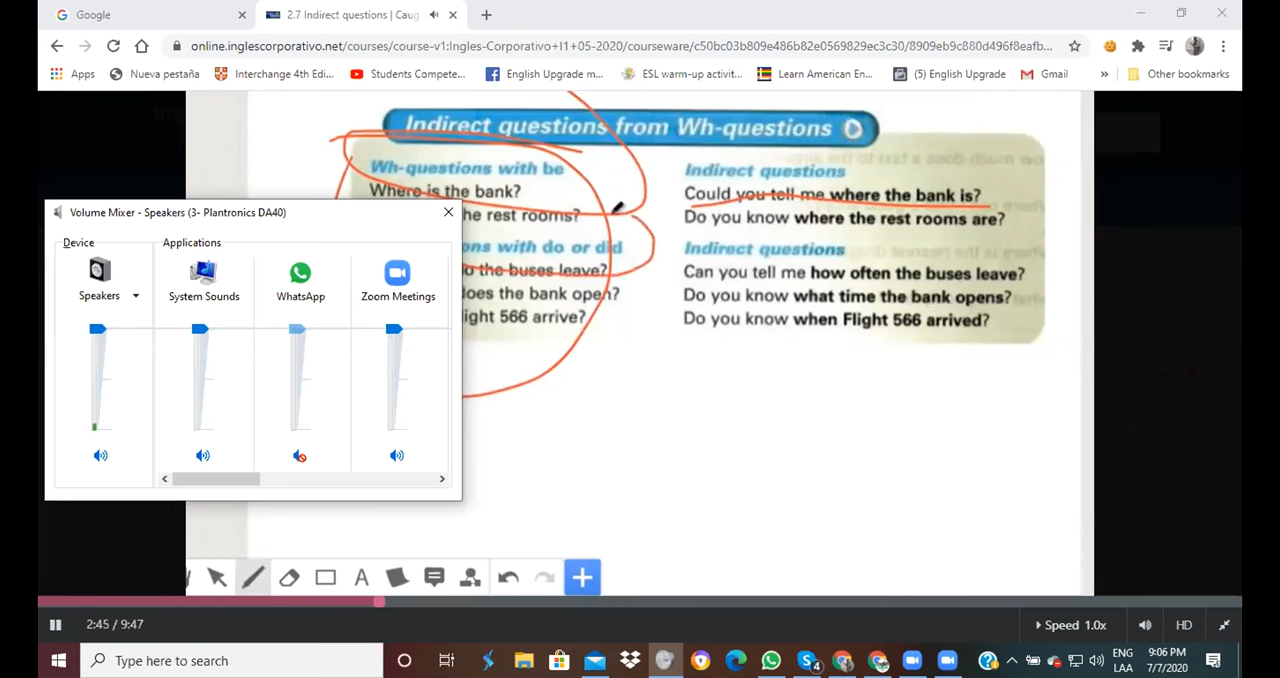 Google
2.7 Indirect questions | Caug
online.inglescorporativo.net/courses/course-v1:Ingles-Corporativo+I1+05-2020/courseware/c50bc03b809e486b82e0569829ec3c30/8909eb9c880d496f8eafb...
Apps
Nueva pestaña
Interchange 4th Edi...
Students Compete...
English Upgrade m...
ESL warm-up activit...
Learn American En...
(5) English Upgrade
Gmail
»
Other bookmarks
Indirect questions from Wh-questions
Wh-questions with be
Where is the bank?
he rest rooms?
ons with do or did
o the buses leave?
oes the bank open?
light 566 arrive?
Indirect questions
Could you tell me where the bank is?
Do you know where the rest rooms are?
Indirect questions
Can you tell me how often the buses leave?
Do you know what time the bank opens?
Do you know when Flight 566 arrived?
Volume Mixer - Speakers (3- Plantronics DA40)
Device
Applications
Speakers
System Sounds
WhatsApp
Zoom Meetings
A
2:45 / 9:47
Speed 1.0x
HD
Type here to search
4
ENG
LAA
9:06 PM
7/7/2020